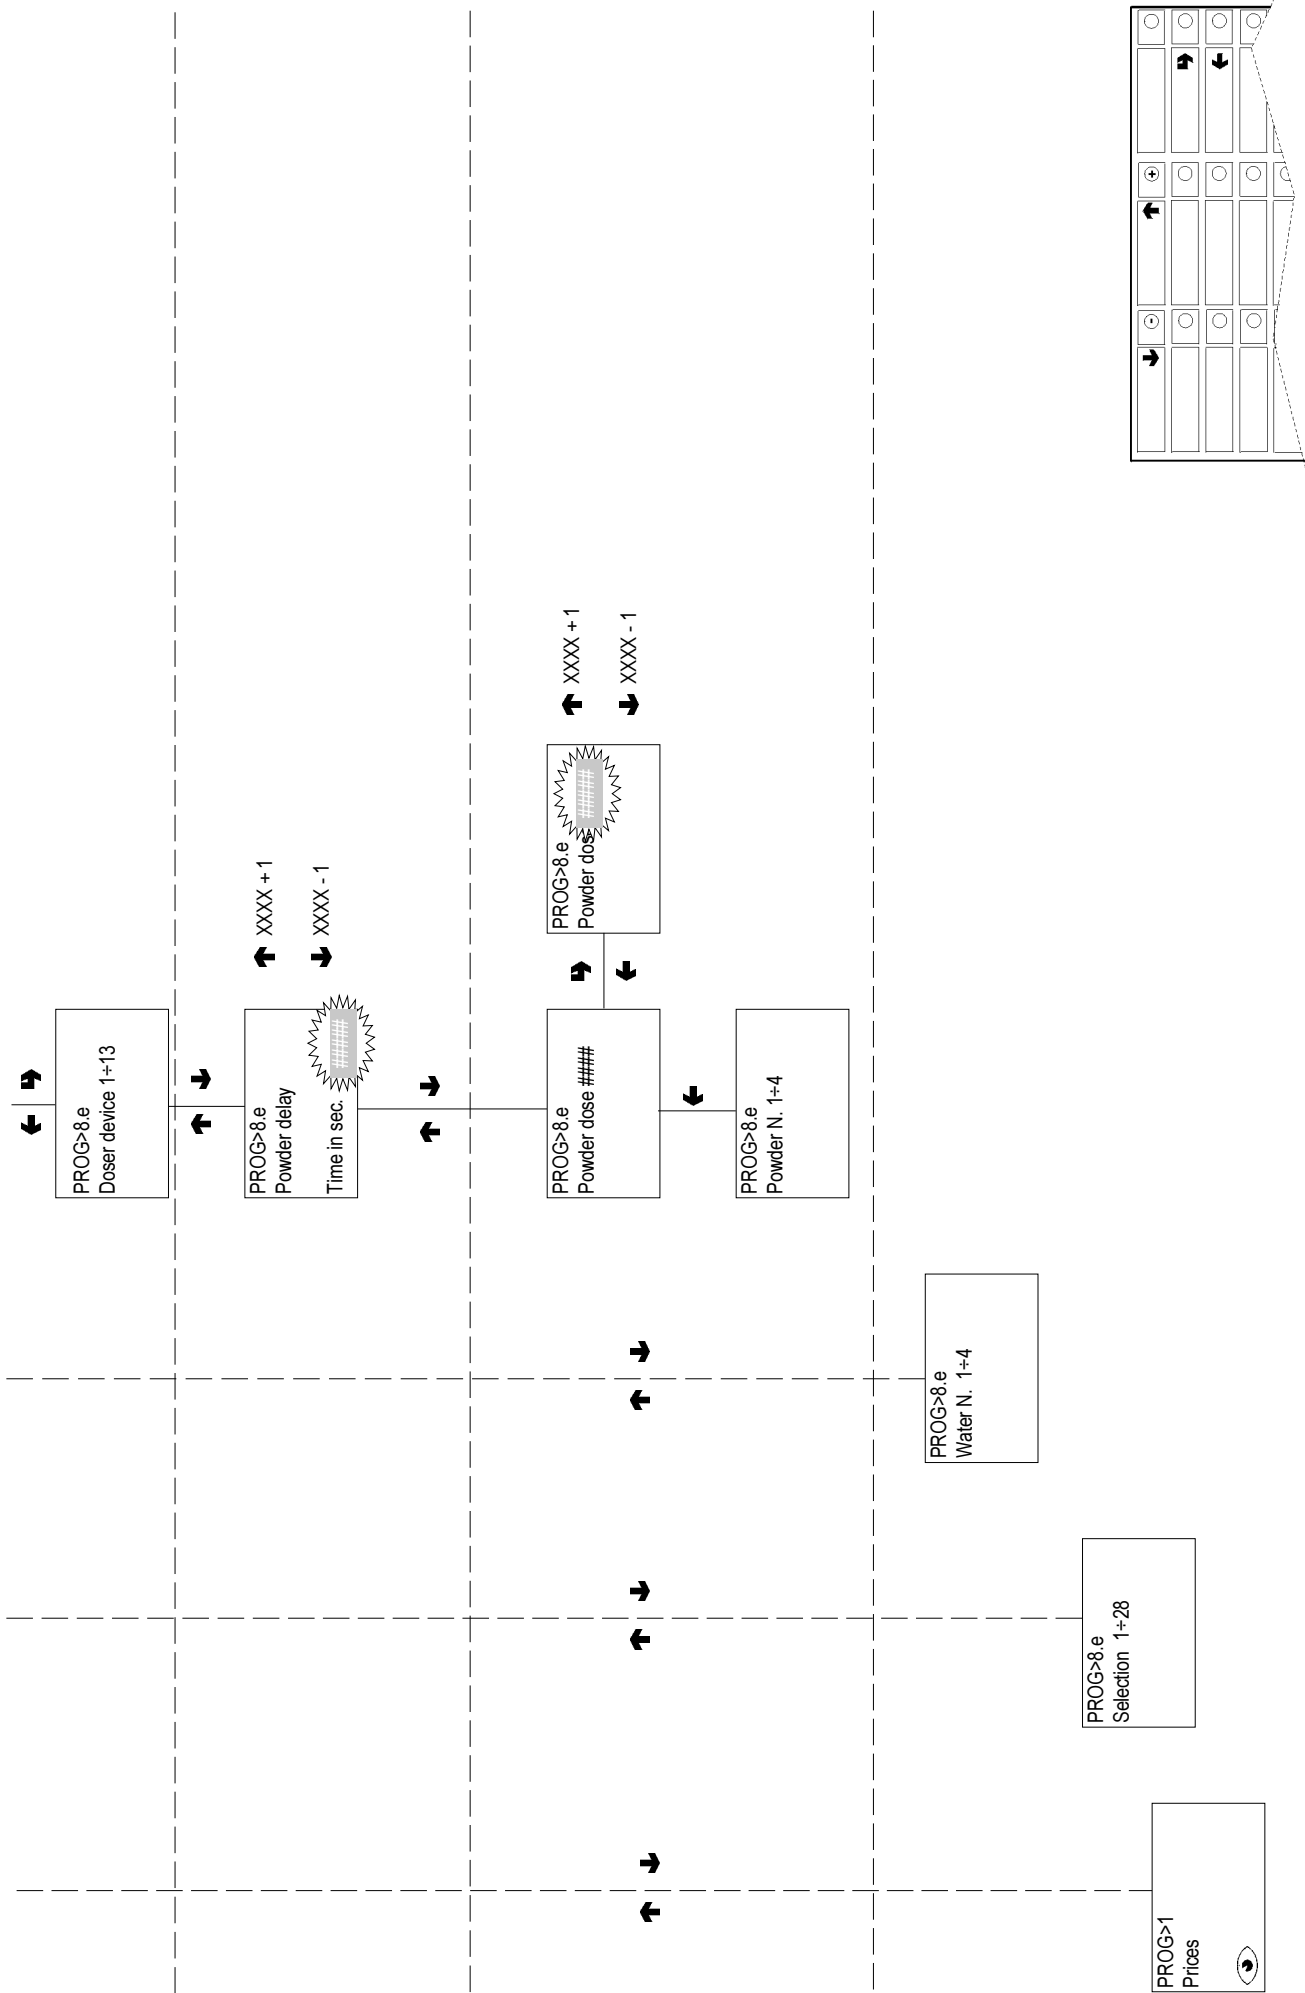 PROG>8.e
Doser device 1÷13
PROG>8.e
Powder delay
Time in sec. ####
XXXX + 1
XXXX - 1
PROG>8.e
Powder dose ####
PROG>8.e
Powder dos
####
XXXX + 1
XXXX - 1
PROG>8.e
Powder N. 1÷4
PROG>8.e
Water N. 1÷4
PROG>8.e
Selection 1÷28
PROG>1
Prices
-
+